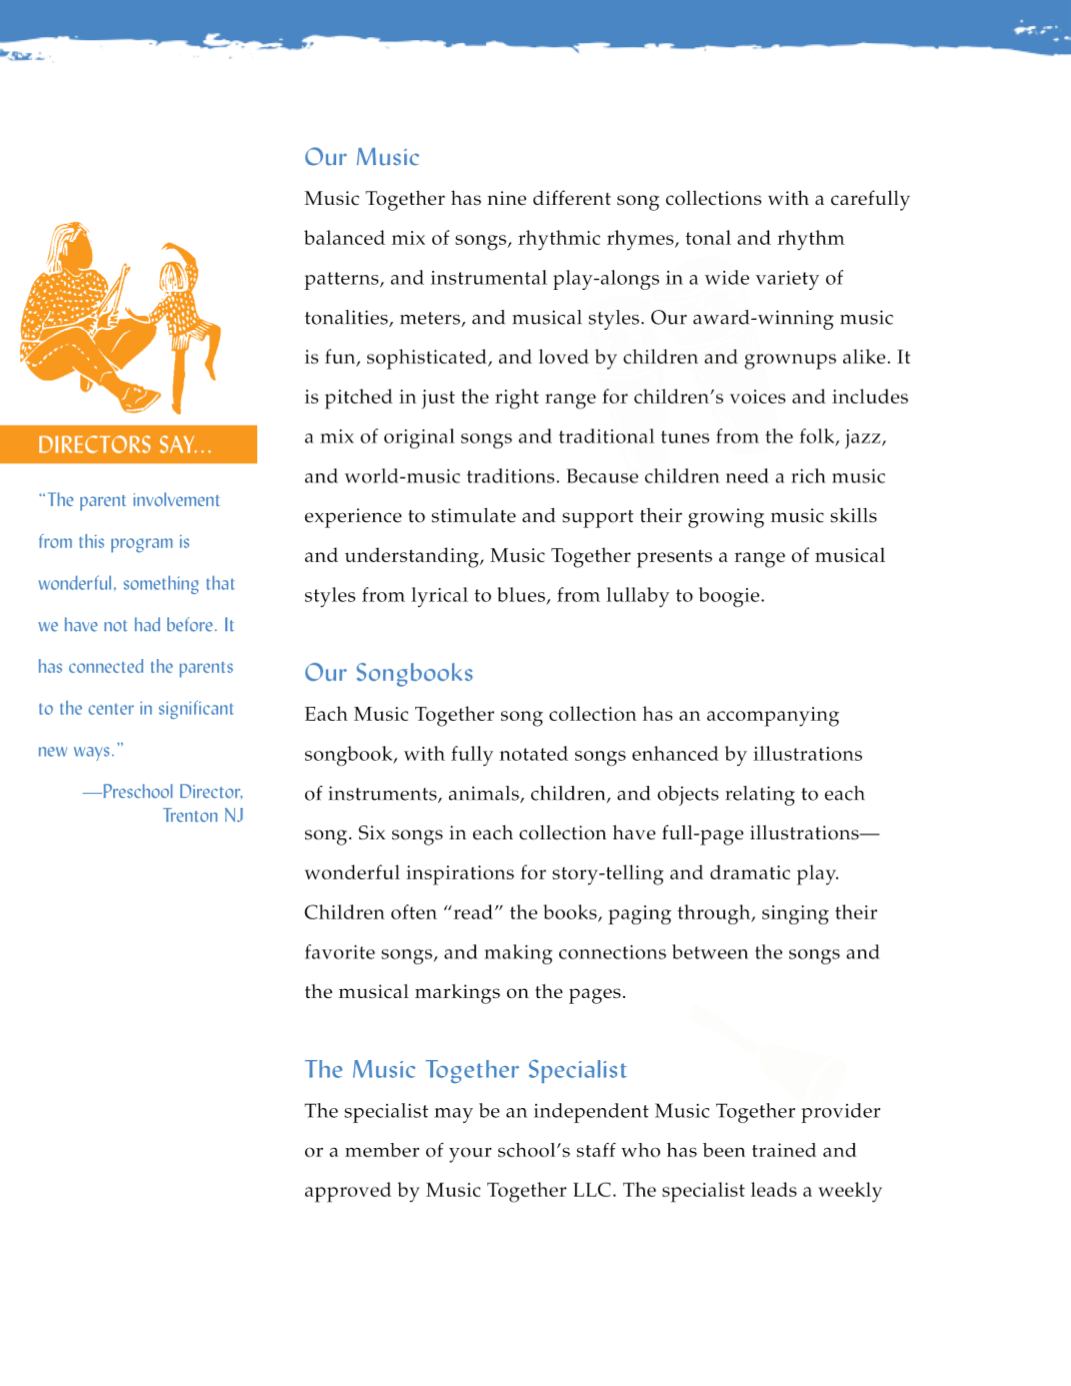 Our Music
Music Together has nine different song collections with a carefully
balanced mix of songs, rhythmic rhymes, tonal and rhythm
patterns, and instrumental play-alongs in a wide variety of
tonalities, meters, and musical styles. Our award-winning music
is fun, sophisticated, and loved by children and grownups alike. It
is pitched in just the right range for children’s voices and includes
a mix of original songs and traditional tunes from the folk, jazz,
and world-music traditions. Because children need a rich music
experience to stimulate and support their growing music skills
and understanding, Music Together presents a range of musical
styles from lyrical to blues, from lullaby to boogie.
Our Songbooks
Each Music Together song collection has an accompanying
songbook, with fully notated songs enhanced by illustrations
of instruments, animals, children, and objects relating to each
song. Six songs in each collection have full-page illustrations—
wonderful inspirations for story-telling and dramatic play.
Children often “read” the books, paging through, singing their
favorite songs, and making connections between the songs and
the musical markings on the pages.
The Music Together Specialist
The specialist may be an independent Music Together provider
or a member of your school’s staff who has been trained and
approved by Music Together LLC. The specialist leads a weekly
DIRECTORS SAY...
“The parent involvement
from this program is
wonderful, something that
we have not had before. It
has connected the parents
to the center in significant
new ways.”
—Preschool Director,
Trenton NJ